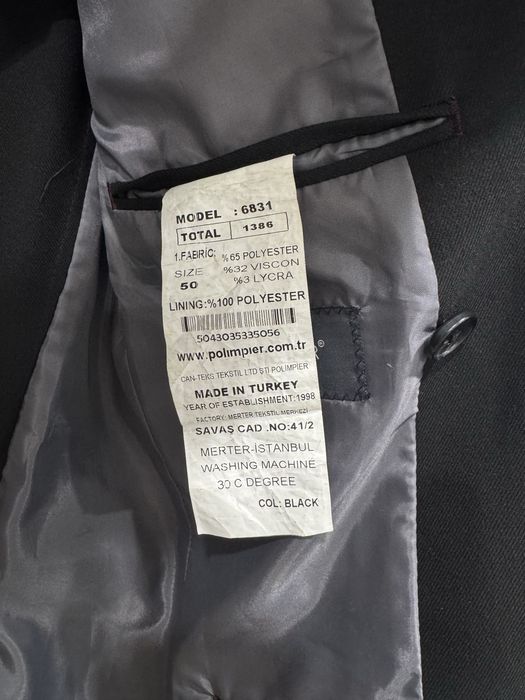 MODEL : 6831
TOTAL 1386
1.FABIRIC: %65 POLYESTER
SIZE %32 VISCON
50 %3 LYCRA
LINING:%100 POLYESTER
5043035335056
www.polimpier.com.tr
CAN-TEKS TEKSTIL LTD ŞTİ POLIMPIER
MADE IN TURKEY
YEAR OF ESTABLISHMENT:1998
FACTORY: MERTER TEKSTIL MERKEZI
SAVAŞ CAD .NO:41/2
MERTER-İSTANBUL
WASHING MACHINE
30 C DEGREE
COL: BLACK